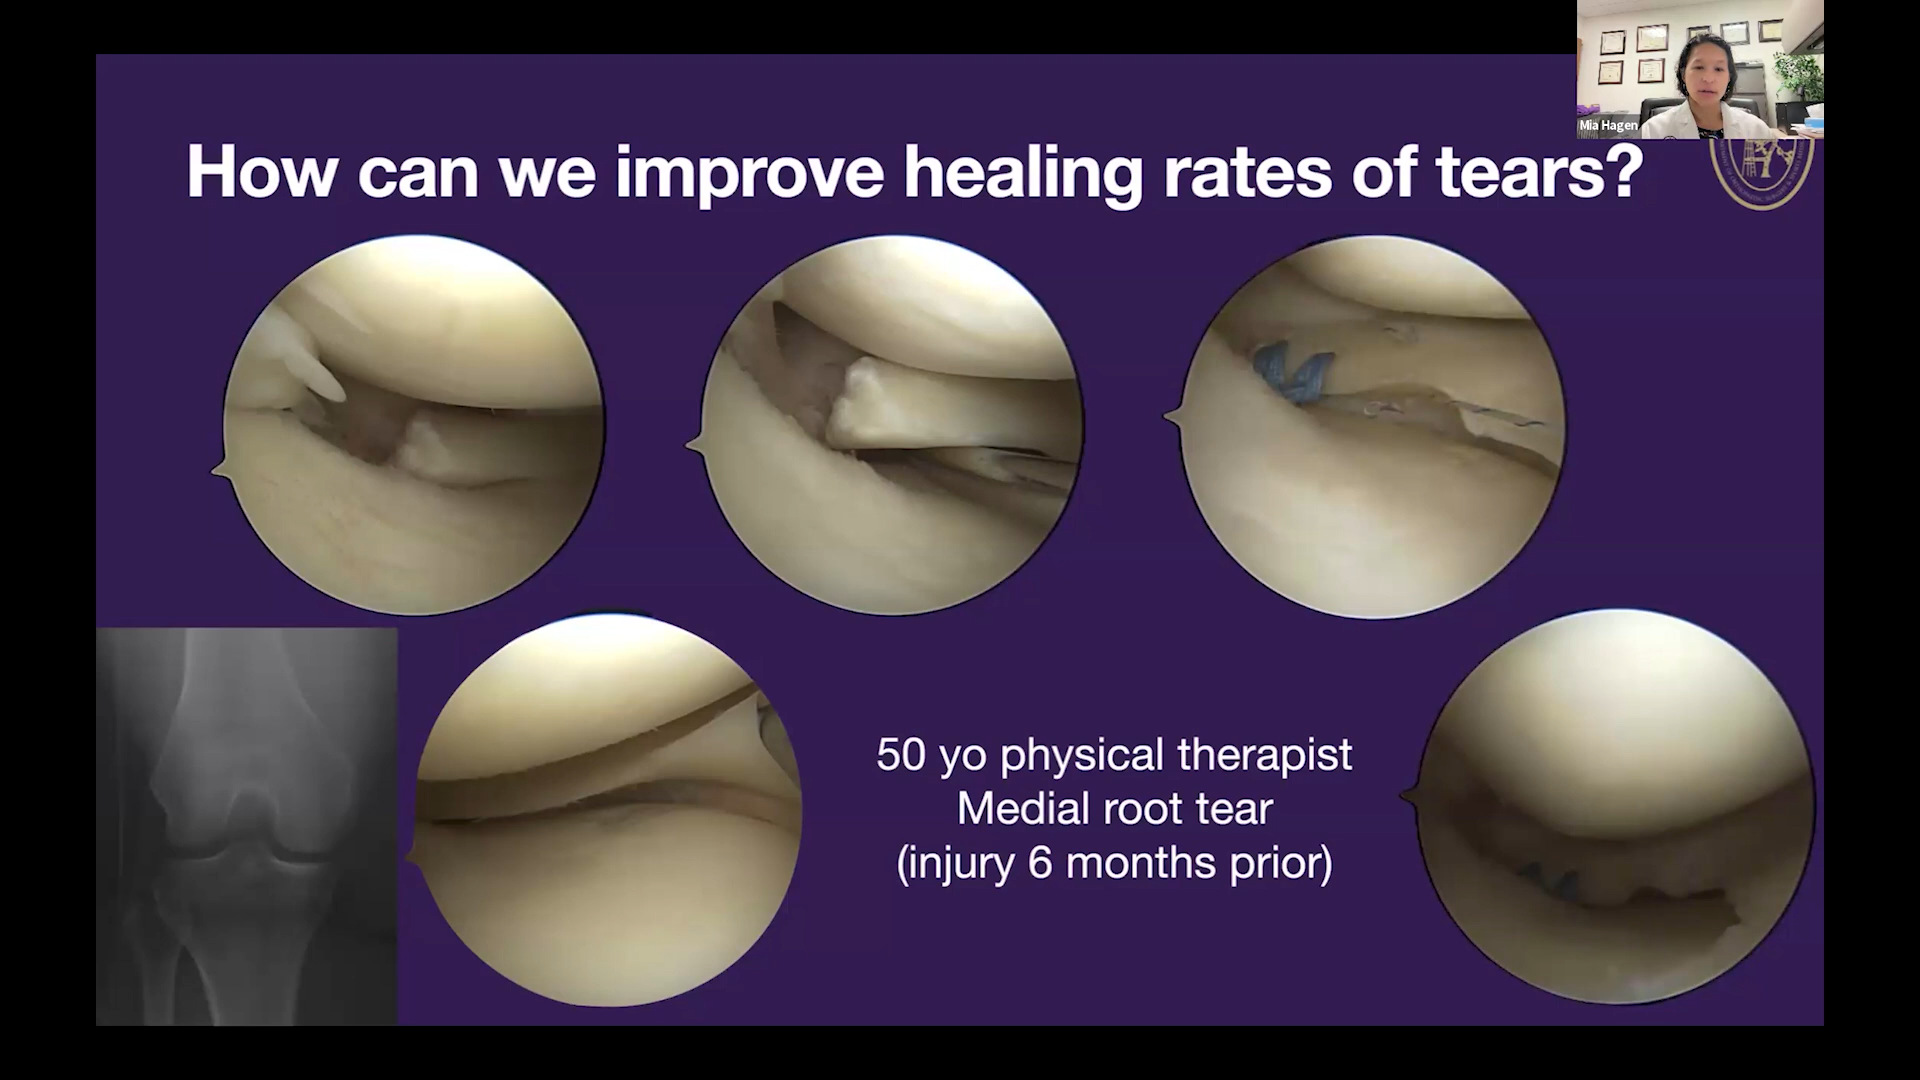 Mia Hagen
How can we improve healing rates of tears?
50 yo physical therapist
Medial root tear
(injury 6 months prior)